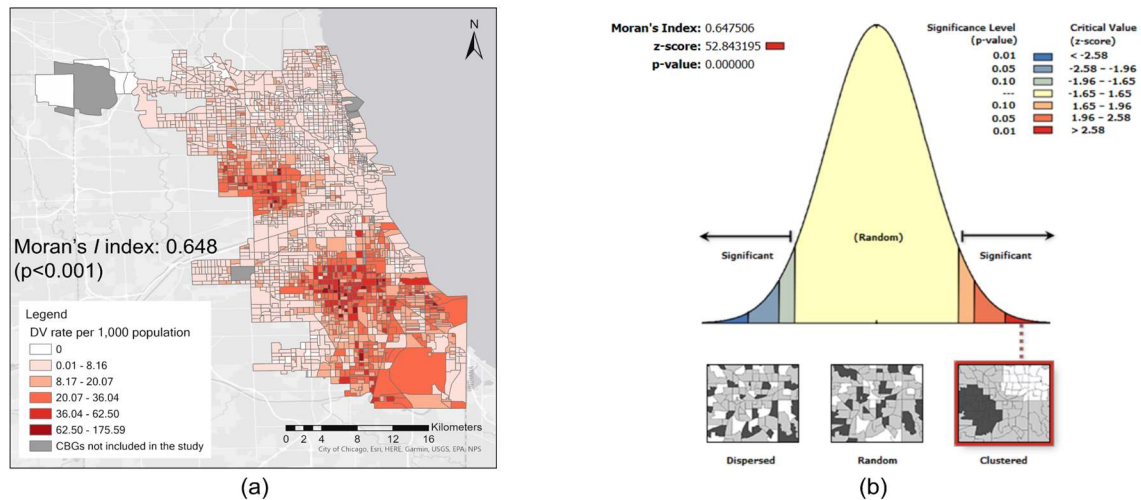 N
Moran's I index: 0.648
(p<0.001)
Legend
DV rate per 1,000 population
0
0.01 - 8.16
8.17 - 20.07
20.07 - 36.04
36.04 - 62.50
62.50 - 175.59
CBGs not included in the study
Kilometers
0 2 4 8 12 16
City of Chicago, Esri, HERE, Garmin, USGS, EPA, NPS
(a)
Moran's Index: 0.647506
z-score: 52.843195
p-value: 0.000000
Significance Level (p-value) Critical Value (z-score)
0.01 < -2.58
0.05 -2.58 – -1.96
0.10 -1.96 – -1.65
--- -1.65 – 1.65
0.10 1.65 – 1.96
0.05 1.96 – 2.58
0.01 > 2.58
(Random)
Significant Significant
Dispersed Random Clustered
(b)